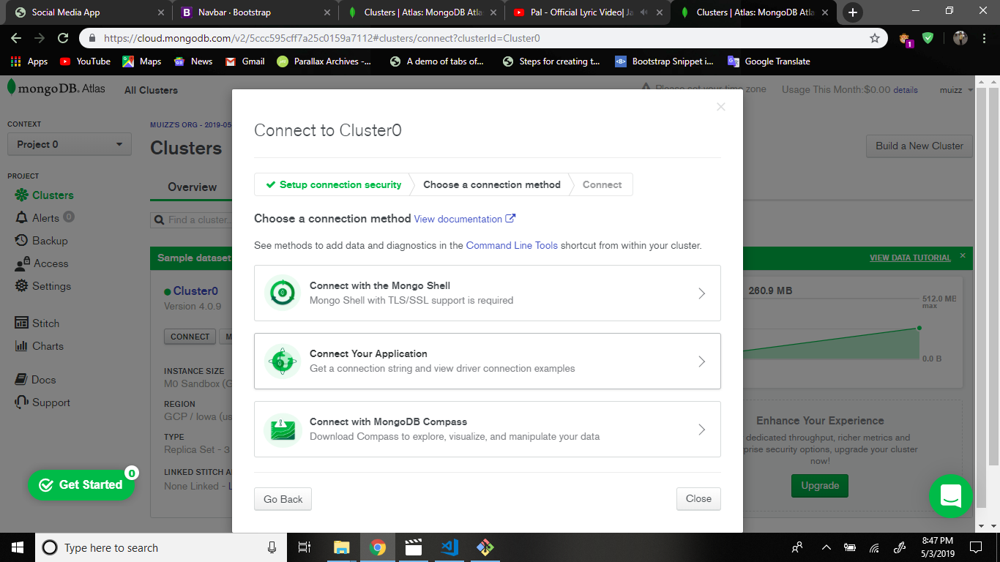 Social Media App
Navbar · Bootstrap
Clusters | Atlas: MongoDB Atla
Pal - Official Lyric Video| Ja
Clusters | Atlas: MongoDB Atla
https://cloud.mongodb.com/v2/5ccc595cff7a25c0159a7112#clusters/connect?clusterId=Cluster0
1
Apps
YouTube
Maps
News
Gmail
Parallax Archives -...
A demo of tabs of...
Steps for creating t...
Bootstrap Snippet i...
Google Translate
mongoDB. Atlas
All Clusters
Please set your time zone
Usage This Month:$0.00 details
muizz
CONTEXT
Project 0
PROJECT
Clusters
Alerts 0
Backup
Access
Settings
Stitch
Charts
Docs
Support
Get Started
0
MUIZZ'S ORG - 2019-05
Clusters
Build a New Cluster
Overview
Find a cluster...
Sample dataset
VIEW DATA TUTORIAL
Cluster0
Version 4.0.9
CONNECT
M
INSTANCE SIZE
M0 Sandbox (G
REGION
GCP / Iowa (us
TYPE
Replica Set - 3
LINKED STITCH A
None Linked - L
Connect to Cluster0
Setup connection security
Choose a connection method
Connect
Choose a connection method View documentation
See methods to add data and diagnostics in the Command Line Tools shortcut from within your cluster.
Connect with the Mongo Shell
Mongo Shell with TLS/SSL support is required
Connect Your Application
Get a connection string and view driver connection examples
Connect with MongoDB Compass
Download Compass to explore, visualize, and manipulate your data
Go Back
Close
260.9 MB
512.0 MB
max
0.0 B
Enhance Your Experience
dedicated throughput, richer metrics and
prise security options, upgrade your cluster
now!
Upgrade
Type here to search
8:47 PM
5/3/2019